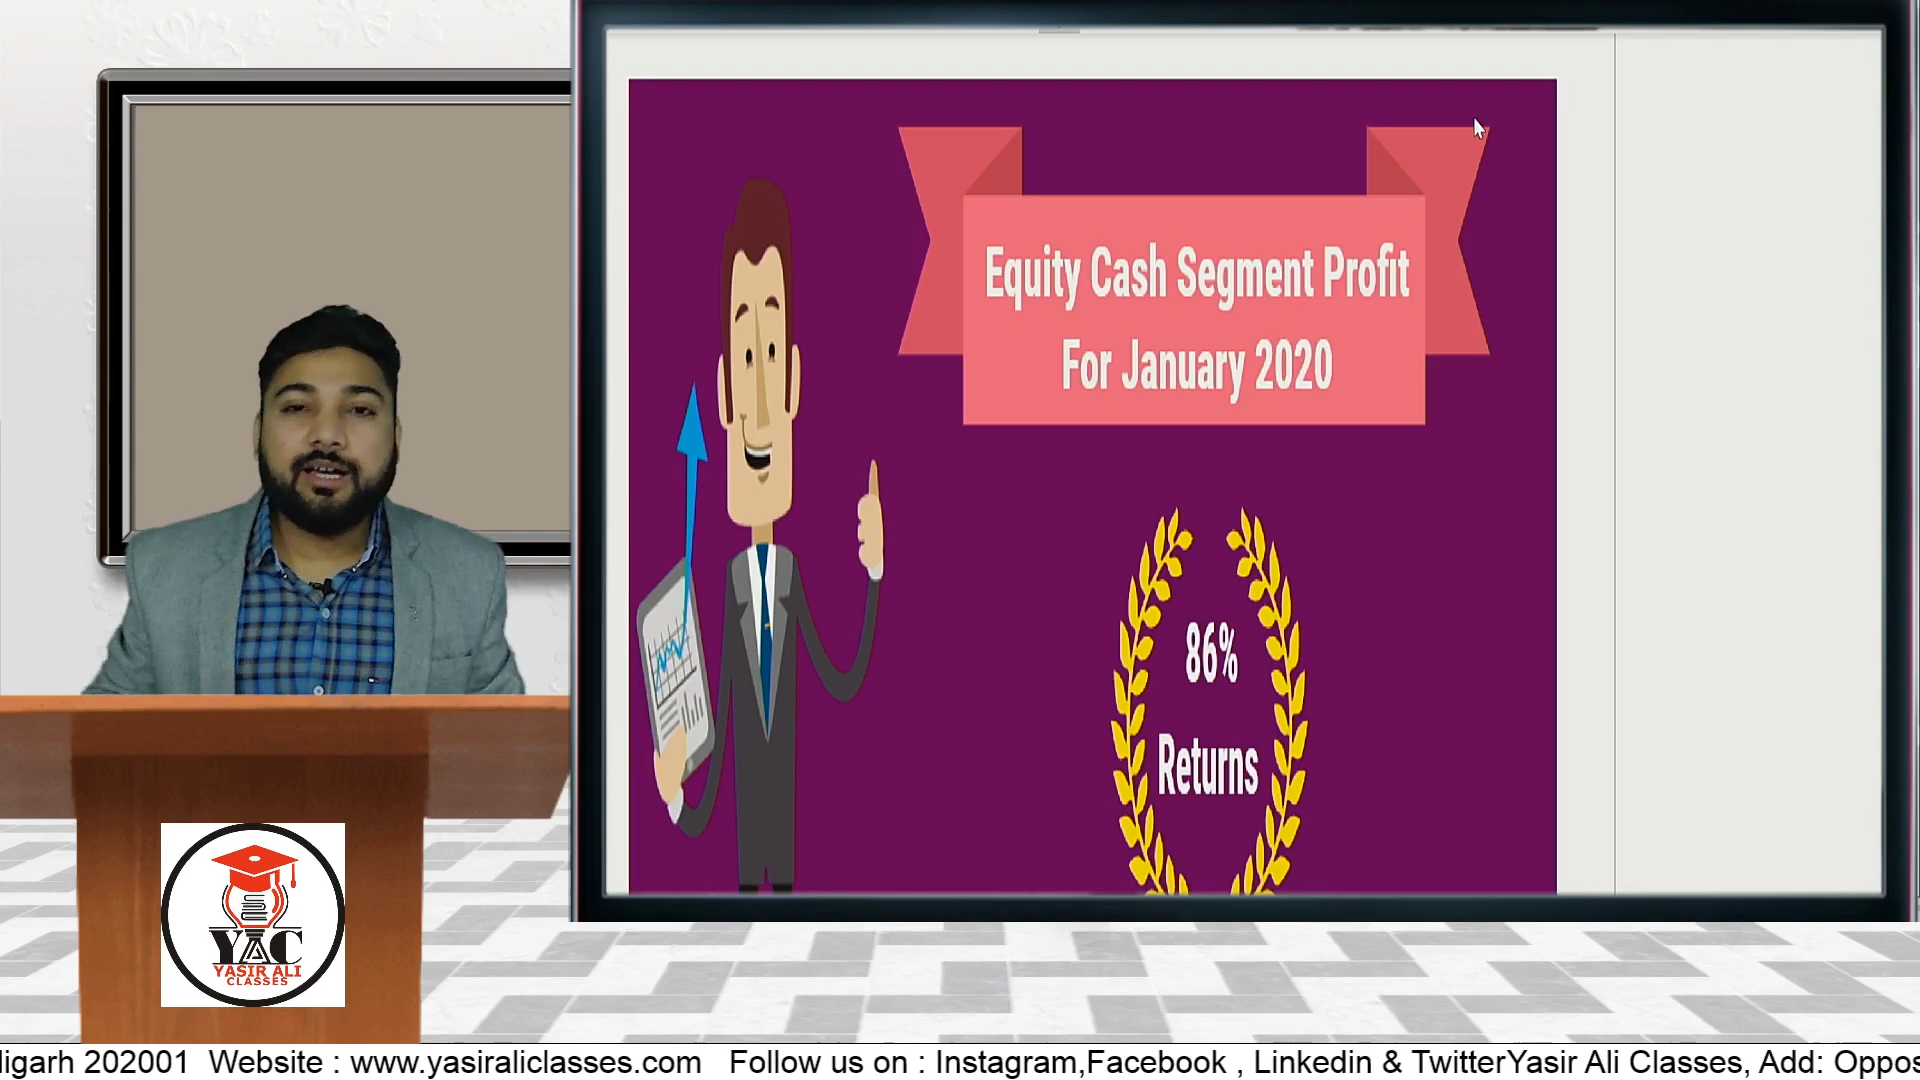 Equity Cash Segment Profit
For January 2020
86%
Returns
YAC
YASIR ALI
CLASSES
ligarh 202001 Website : www.yasiraliclasses.com Follow us on : Instagram,Facebook , Linkedin & TwitterYasir Ali Classes, Add: Oppos